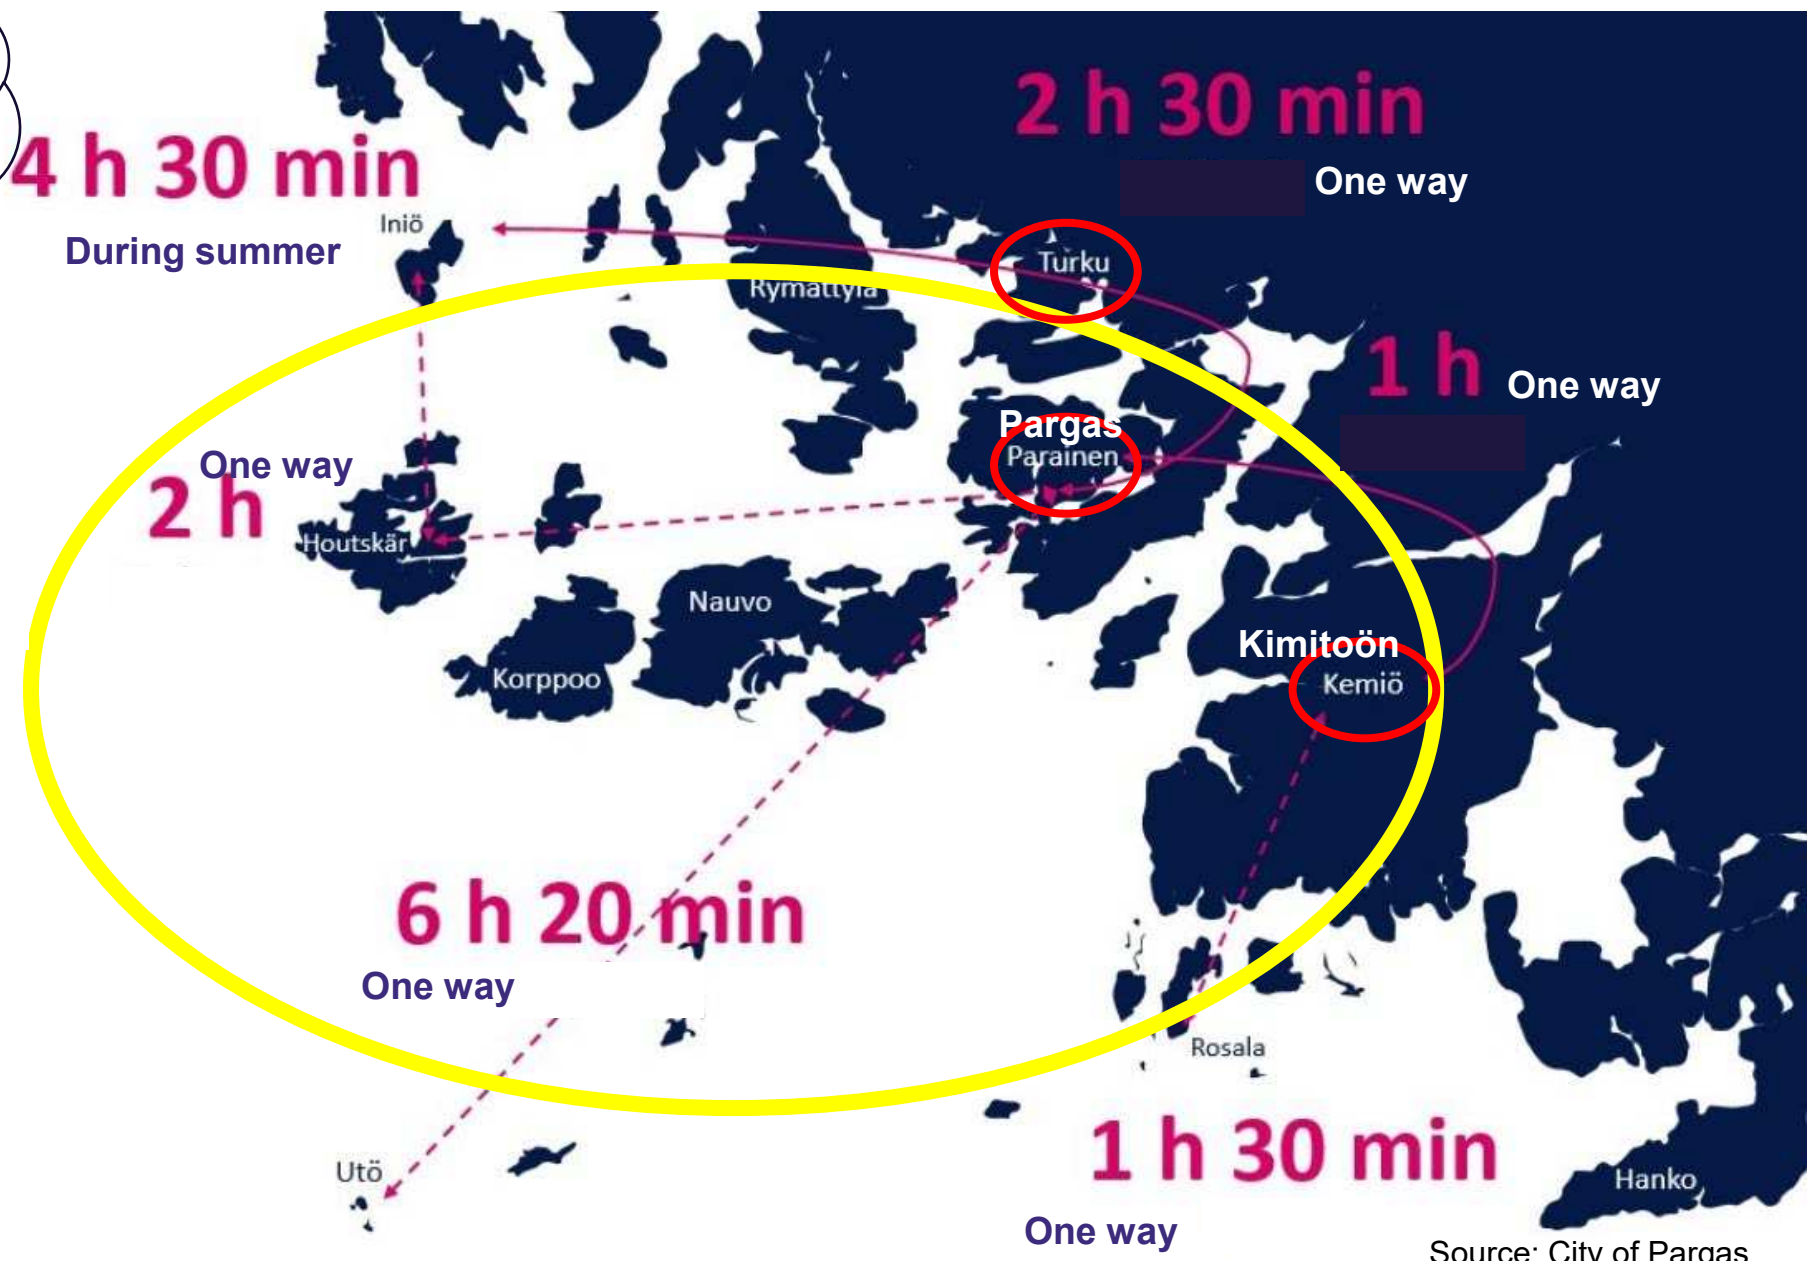 2 h 30 min
One way
4 h 30 min
During summer
Iniö
Turku
Rymättylä
1 h
One way
Pargas
Parainen
One way
2 h
Houtskär
Nauvo
Korppoo
Kimitoön
Kemiö
6 h 20 min
One way
Rosala
1 h 30 min
One way
Utö
Hanko
Source: City of Pargas